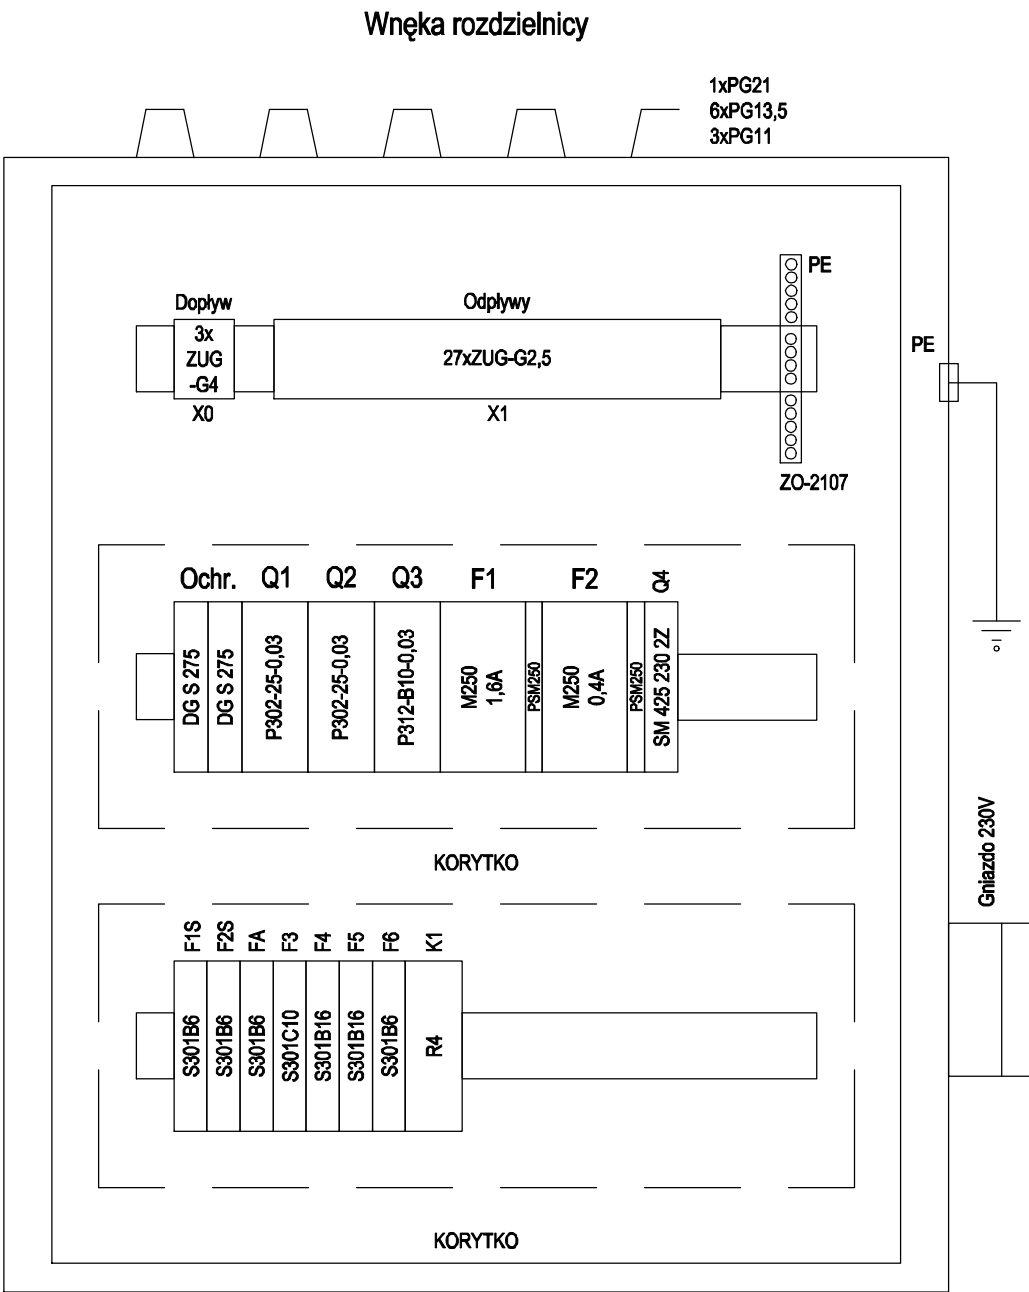 Wnęka rozdzielnicy
1xPG21
6xPG13,5
3xPG11
PE
Dopływ
Odpływy
3x
ZUG
-G4
27xZUG-G2,5
PE
X0
X1
ZO-2107
Ochr.
Q1
Q2
Q3
F1
F2
Q4
DG S 275
DG S 275
P302-25-0,03
P302-25-0,03
P312-B10-0,03
M250
1,6A
PSM250
M250
0,4A
PSM250
SM 425 230 2Z
KORYTKO
Gniazdo 230V
F1S
F2S
FA
F3
F4
F5
F6
K1
S301B6
S301B6
S301B6
S301C10
S301B16
S301B16
S301B6
R4
KORYTKO